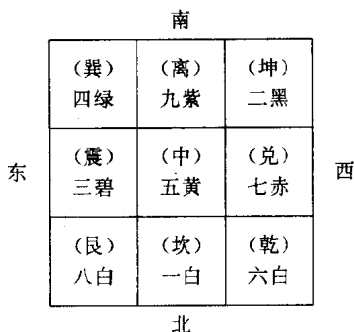 南
（巽） （离） （坤）
四绿 九紫 二黑
东 （震） （中） （兑） 西
三碧 五黄 七赤
（艮） （坎） （乾）
八白 一白 六白
北